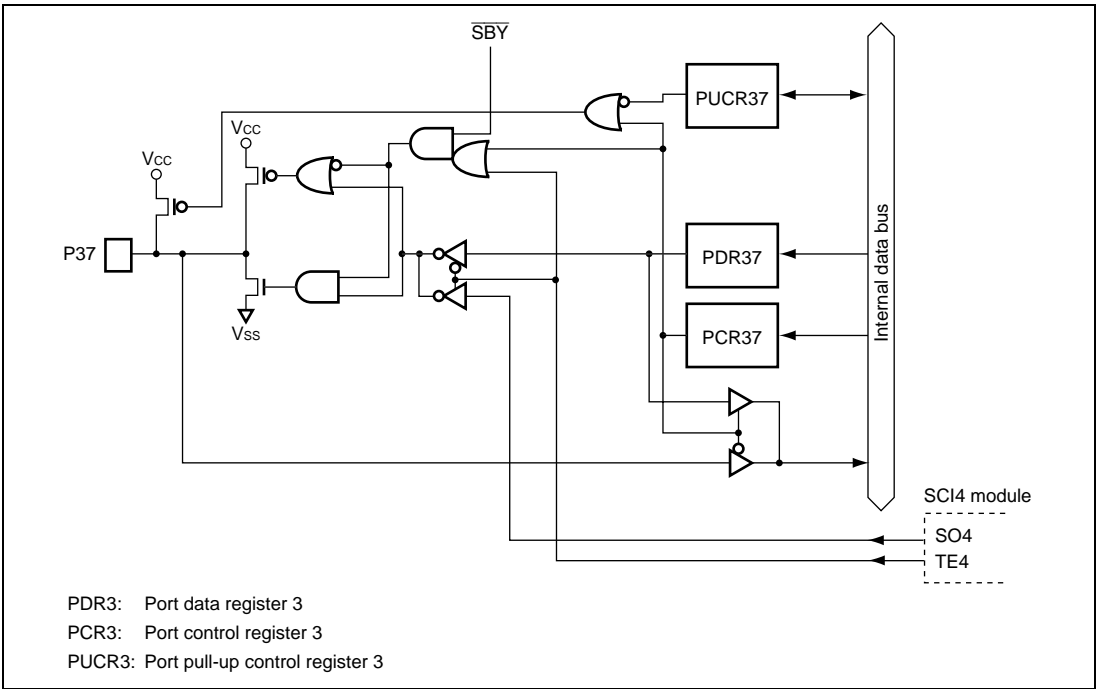 SBY
PUCR37
VCC
VCC
P37
PDR37
Internal data bus
PCR37
VSS
SCI4 module
SO4
TE4
PDR3: Port data register 3
PCR3: Port control register 3
PUCR3: Port pull-up control register 3